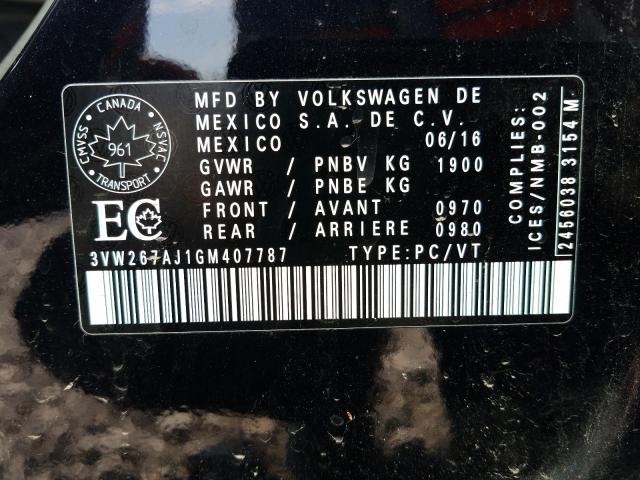 CANADA
CMVSS
NSVAC
961
TRANSPORT
EC
MFD BY VOLKSWAGEN DE
MEXICO S.A. DE C.V.
MEXICO 06/16
GVWR / PNBV KG 1900
GAWR / PNBE KG
FRONT / AVANT 0970
REAR / ARRIERE 0980
3VW267AJ1GM407787 TYPE:PC/VT
COMPLIES:
ICES/NMB-002
2456038 3154M